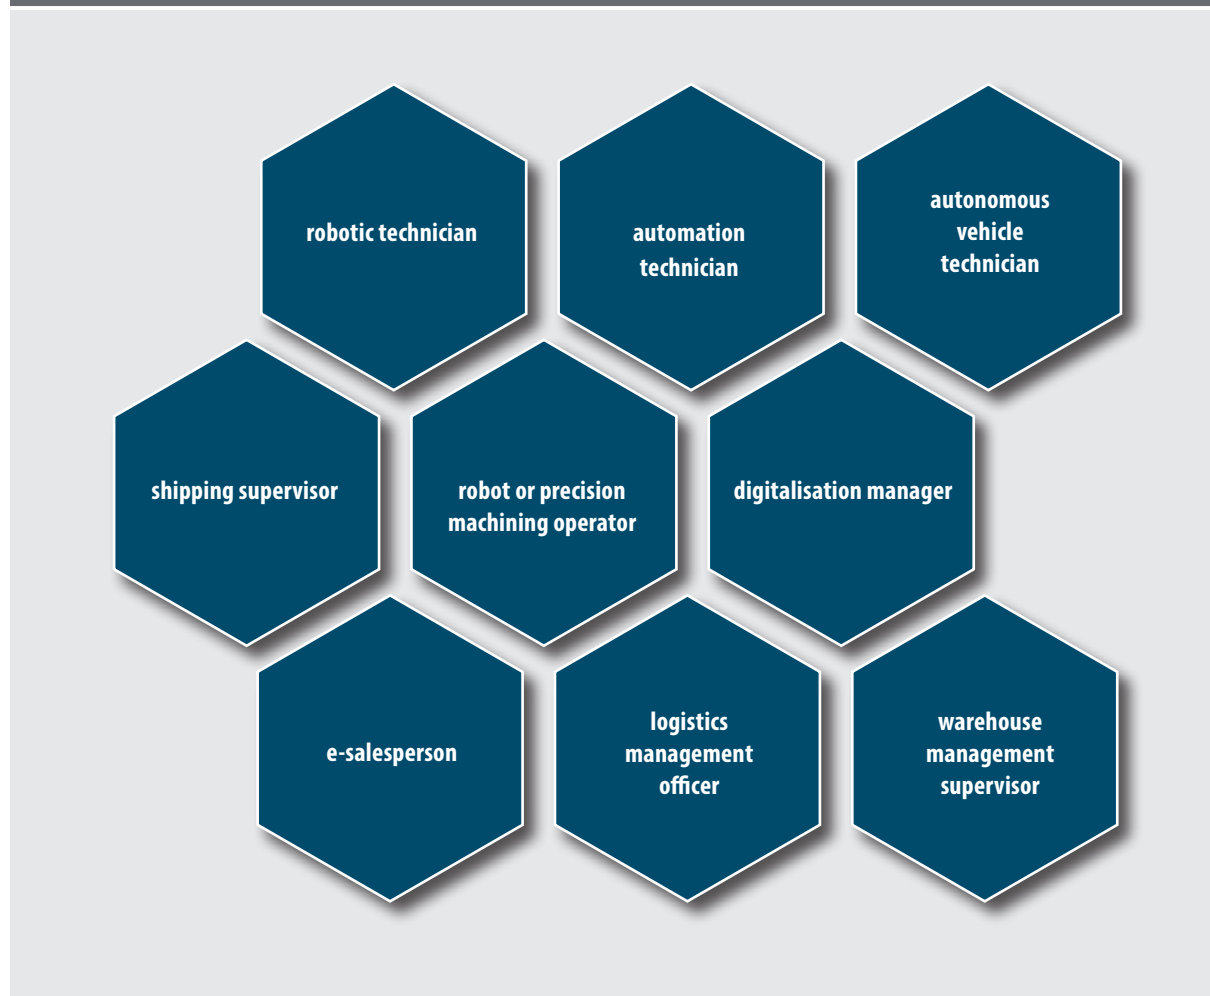 robotic technician
automation
technician
autonomous
vehicle
technician
shipping supervisor
robot or precision
machining operator
digitalisation manager
e-salesperson
logistics
management
officer
warehouse
management
supervisor